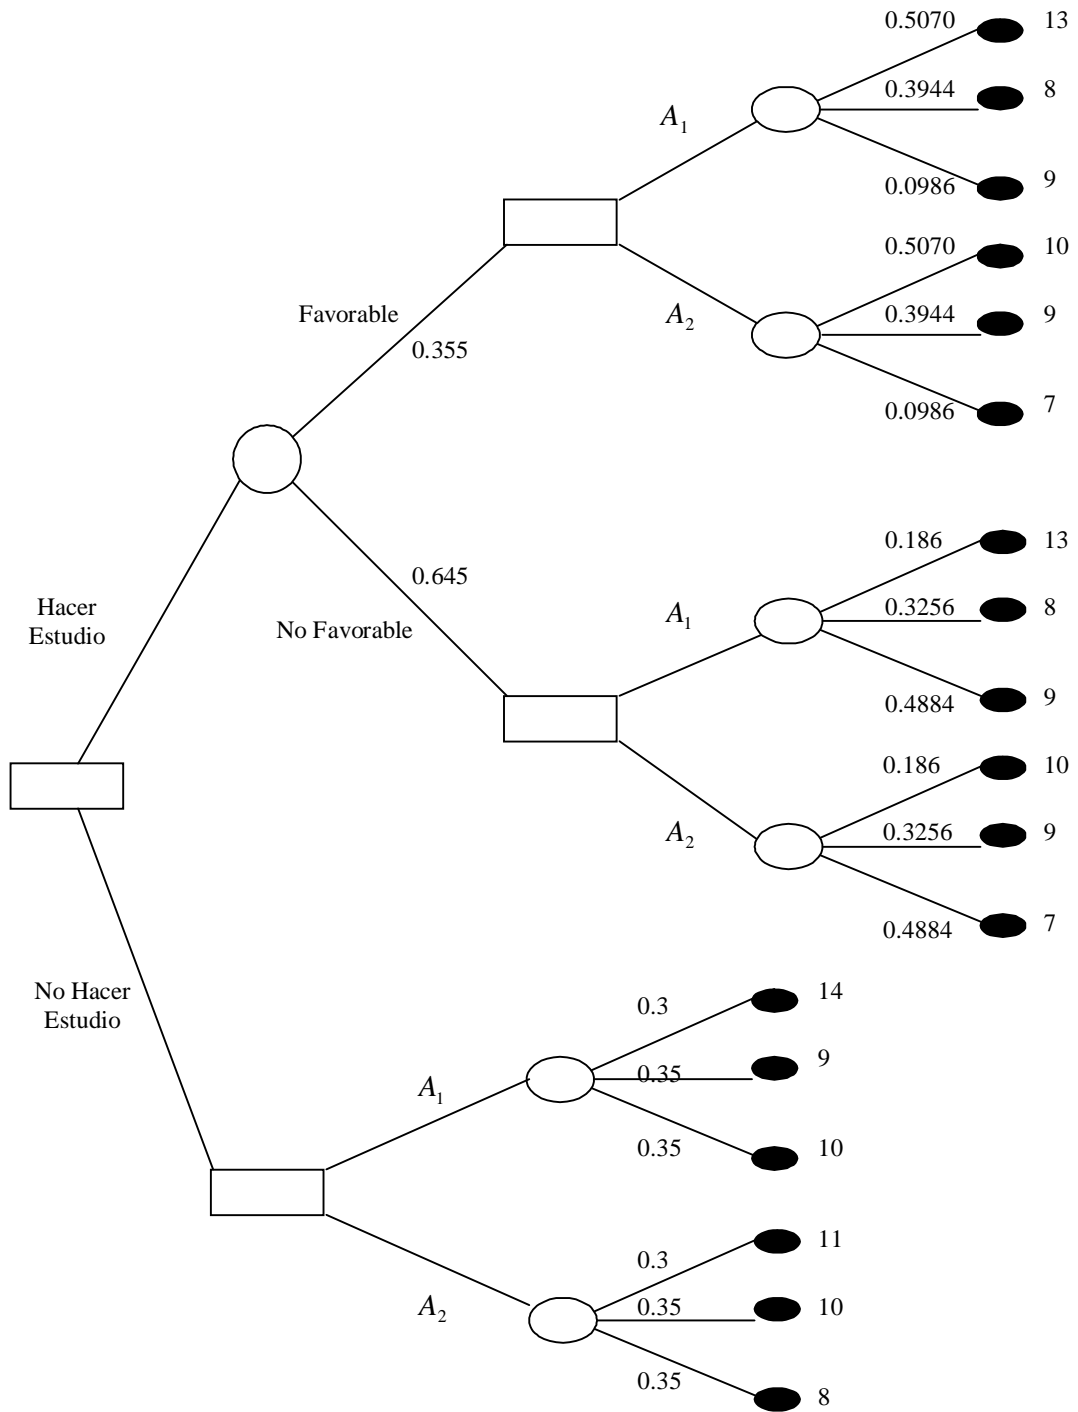 0.5070 13
0.3944 8
A₁
0.0986 9
0.5070 10
Favorable
A₂
0.3944 9
0.355
0.0986 7
0.186 13
0.645
Hacer
Estudio
A₁
0.3256 8
No Favorable
0.4884 9
0.186 10
A₂
0.3256 9
0.4884 7
No Hacer
Estudio
0.3 14
A₁
0.35 9
0.35 10
0.3 11
A₂
0.35 10
0.35 8